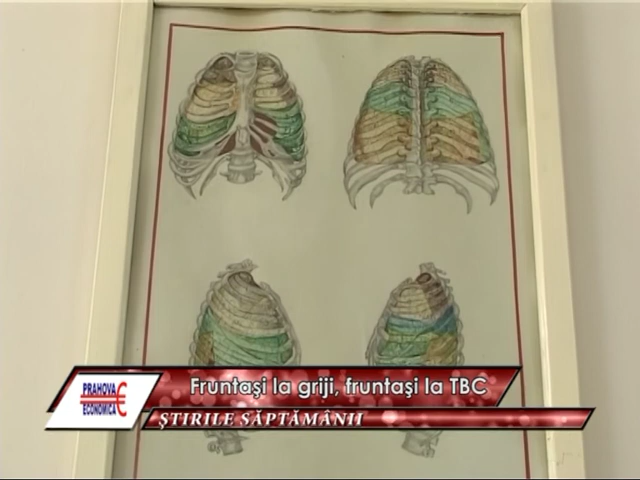 Fruntaşi la griji, fruntaşi la TBC
PRAHOVA
ECONOMICĂ
ŞTIRILE SĂPTĂMÂNII